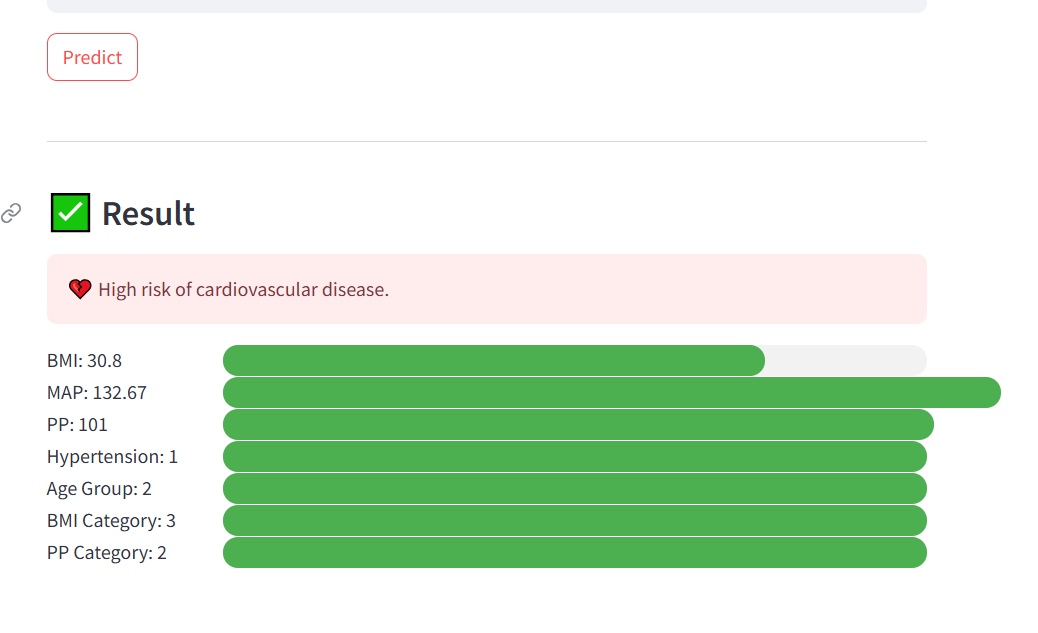 Predict
Result
High risk of cardiovascular disease.
BMI: 30.8
MAP: 132.67
PP: 101
Hypertension: 1
Age Group: 2
BMI Category: 3
PP Category: 2